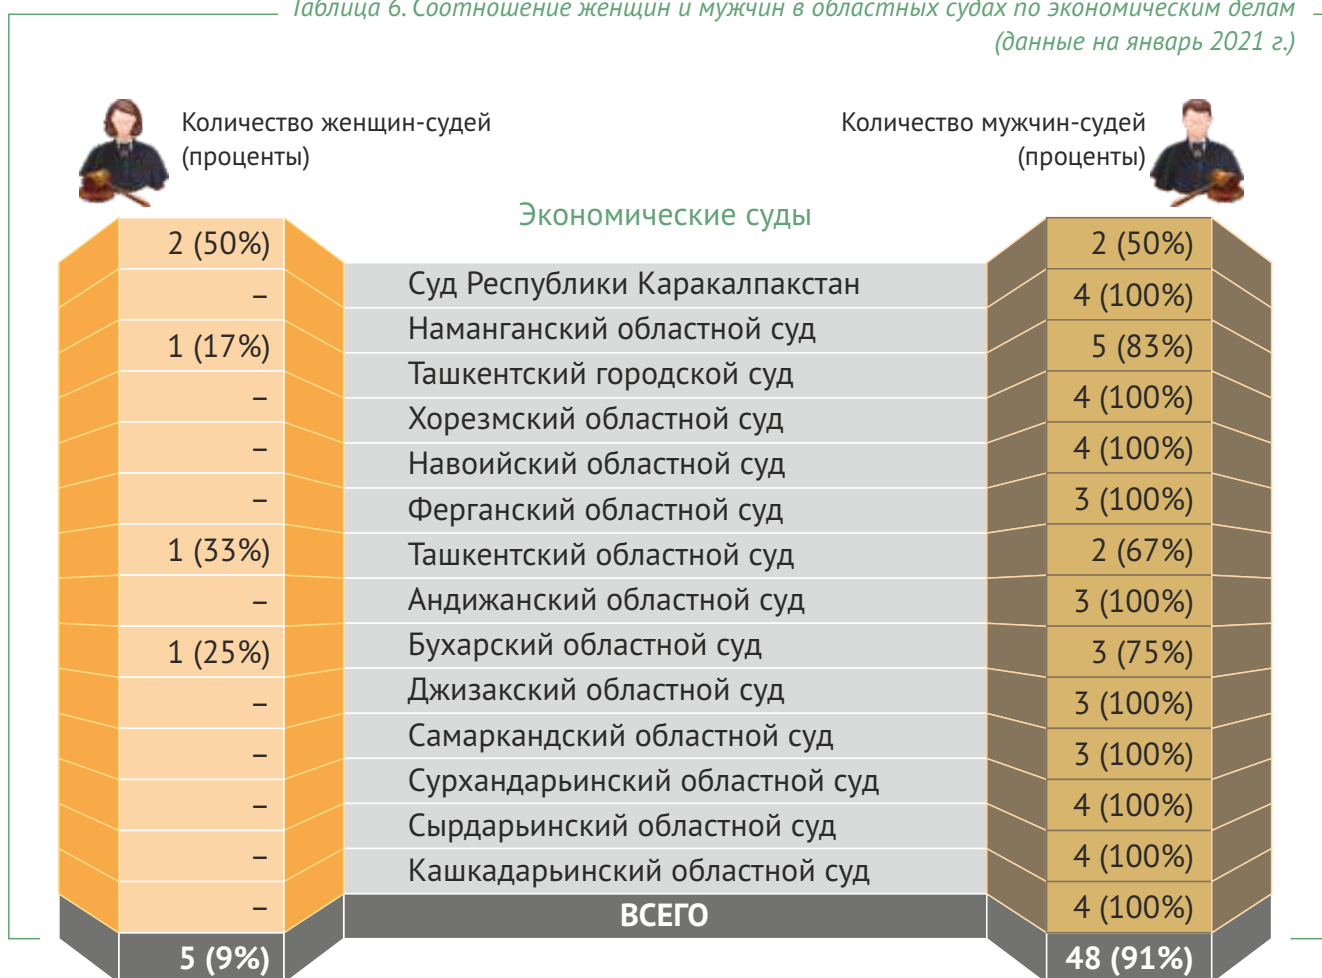 Таблица 6. Соотношение женщин и мужчин в областных судах по экономическим делам
(данные на январь 2021 г.)
Количество женщин-судей
(проценты)
Количество мужчин-судей
(проценты)
Экономические суды
2 (50%) Суд Республики Каракалпакстан 2 (50%)
– Наманганский областной суд 4 (100%)
1 (17%) Ташкентский городской суд 5 (83%)
– Хорезмский областной суд 4 (100%)
– Навоийский областной суд 4 (100%)
– Ферганский областной суд 3 (100%)
1 (33%) Ташкентский областной суд 2 (67%)
– Андижанский областной суд 3 (100%)
1 (25%) Бухарский областной суд 3 (75%)
– Джизакский областной суд 3 (100%)
– Самаркандский областной суд 3 (100%)
– Сурхандарьинский областной суд 4 (100%)
– Сырдарьинский областной суд 4 (100%)
– Кашкадарьинский областной суд 4 (100%)
5 (9%) ВСЕГО 48 (91%)